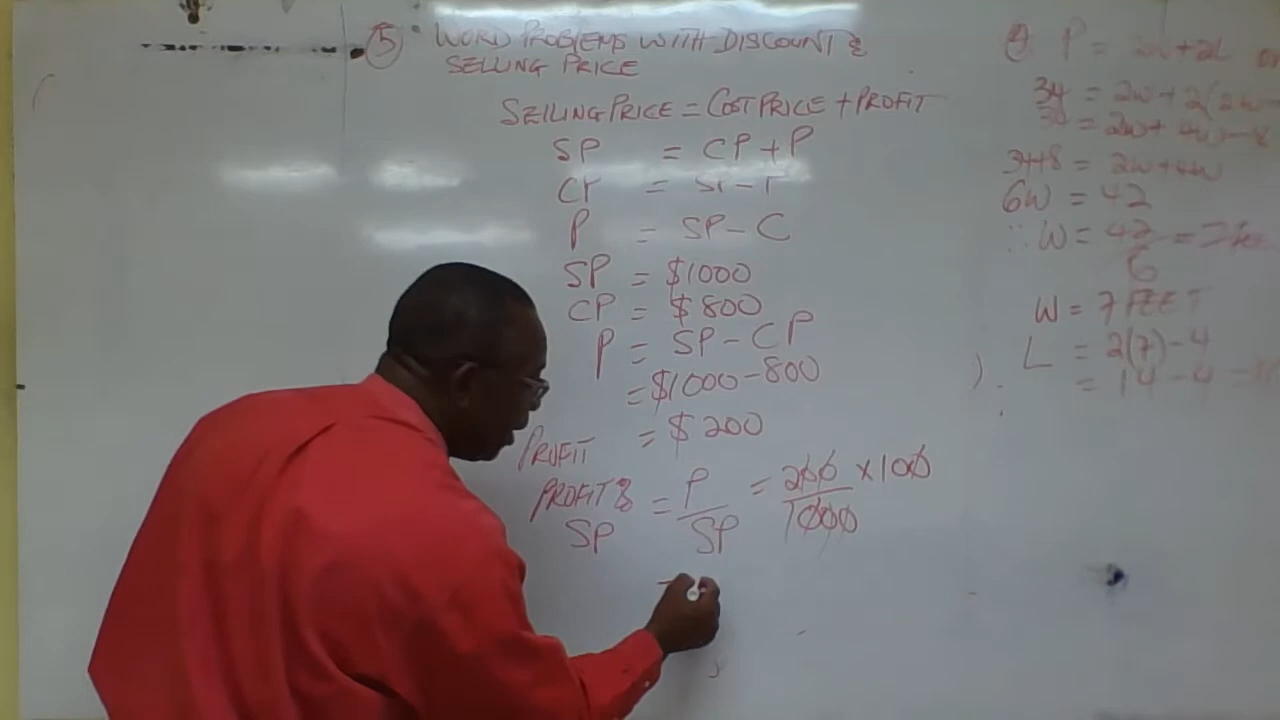 ⑤ • WORD PROBLEMS WITH DISCOUNT &
SELLING PRICE
SELLING PRICE = COST PRICE + PROFIT
SP = CP + P
CP = SP - P
P = SP - C
SP = $1000
CP = $800
P = SP - CP
= $1000 - 800
PROFIT = $200
PROFIT % = P = 200 x 100
SP SP 1000
④ P = 2W + 2L or
34 = 2W + 2(2W
34 = 2W + 4W - 8
34+8 = 2W + 4W
6W = 42
∴ W = 42 = 7
6
W = 7 FEET
L = 2(7) - 4
= 14 - 4 =